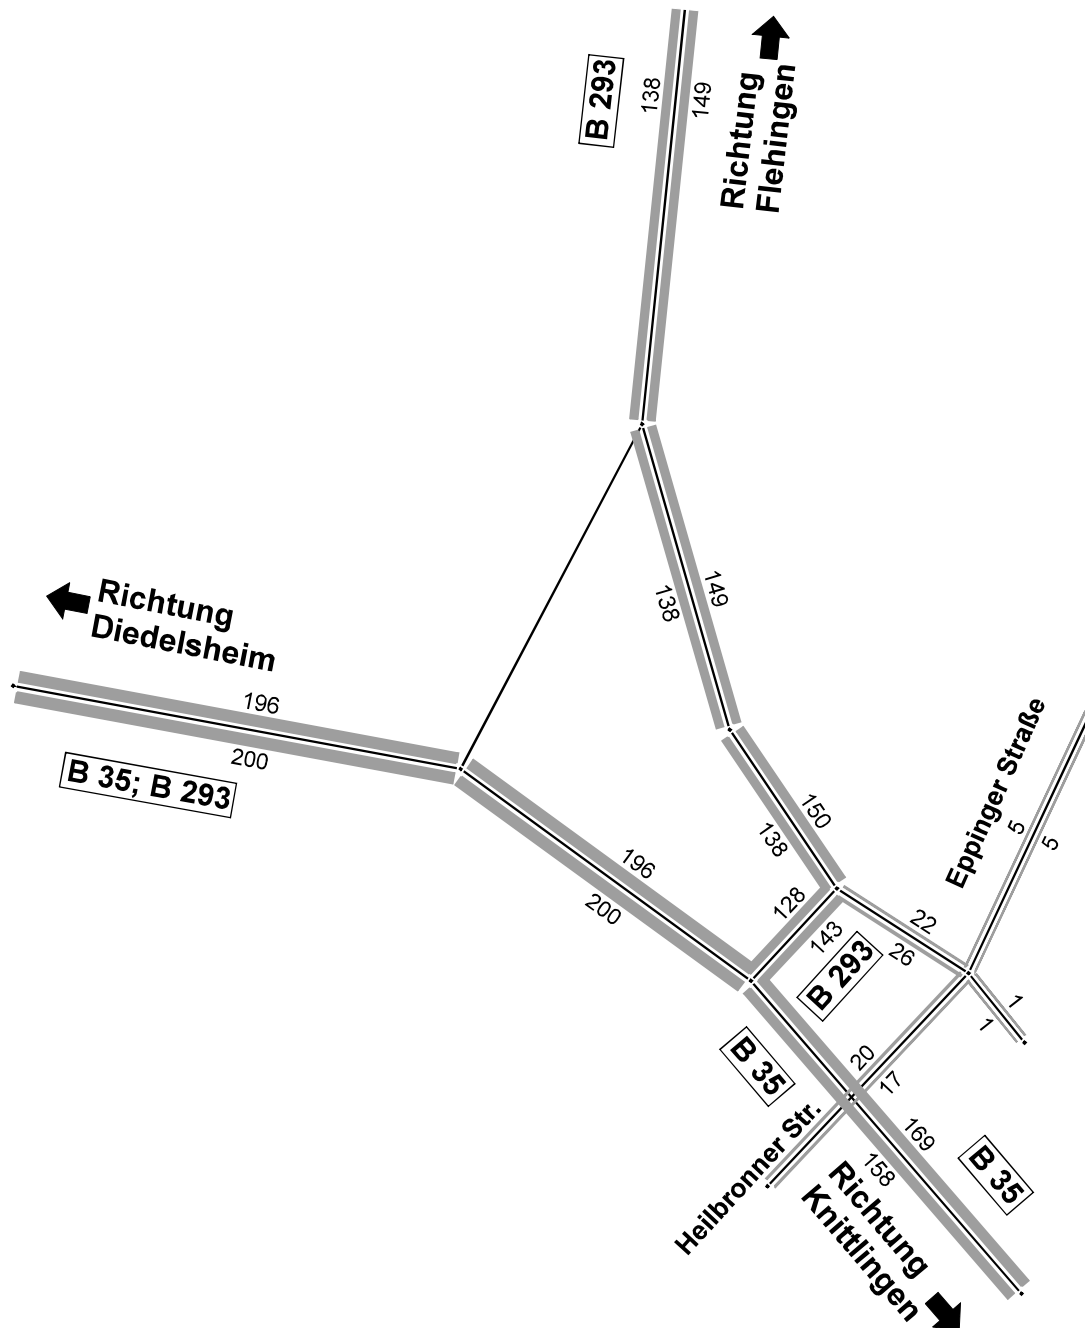 B 293
138
149
Richtung
Flehingen
138
149
Richtung
Diedelsheim
196
200
B 35; B 293
196
200
150
138
128
143
B 293
22
26
Eppinger Straße
5
5
1
1
B 35
20
17
Heilbronner Str.
169
158
B 35
Richtung
Knittlingen